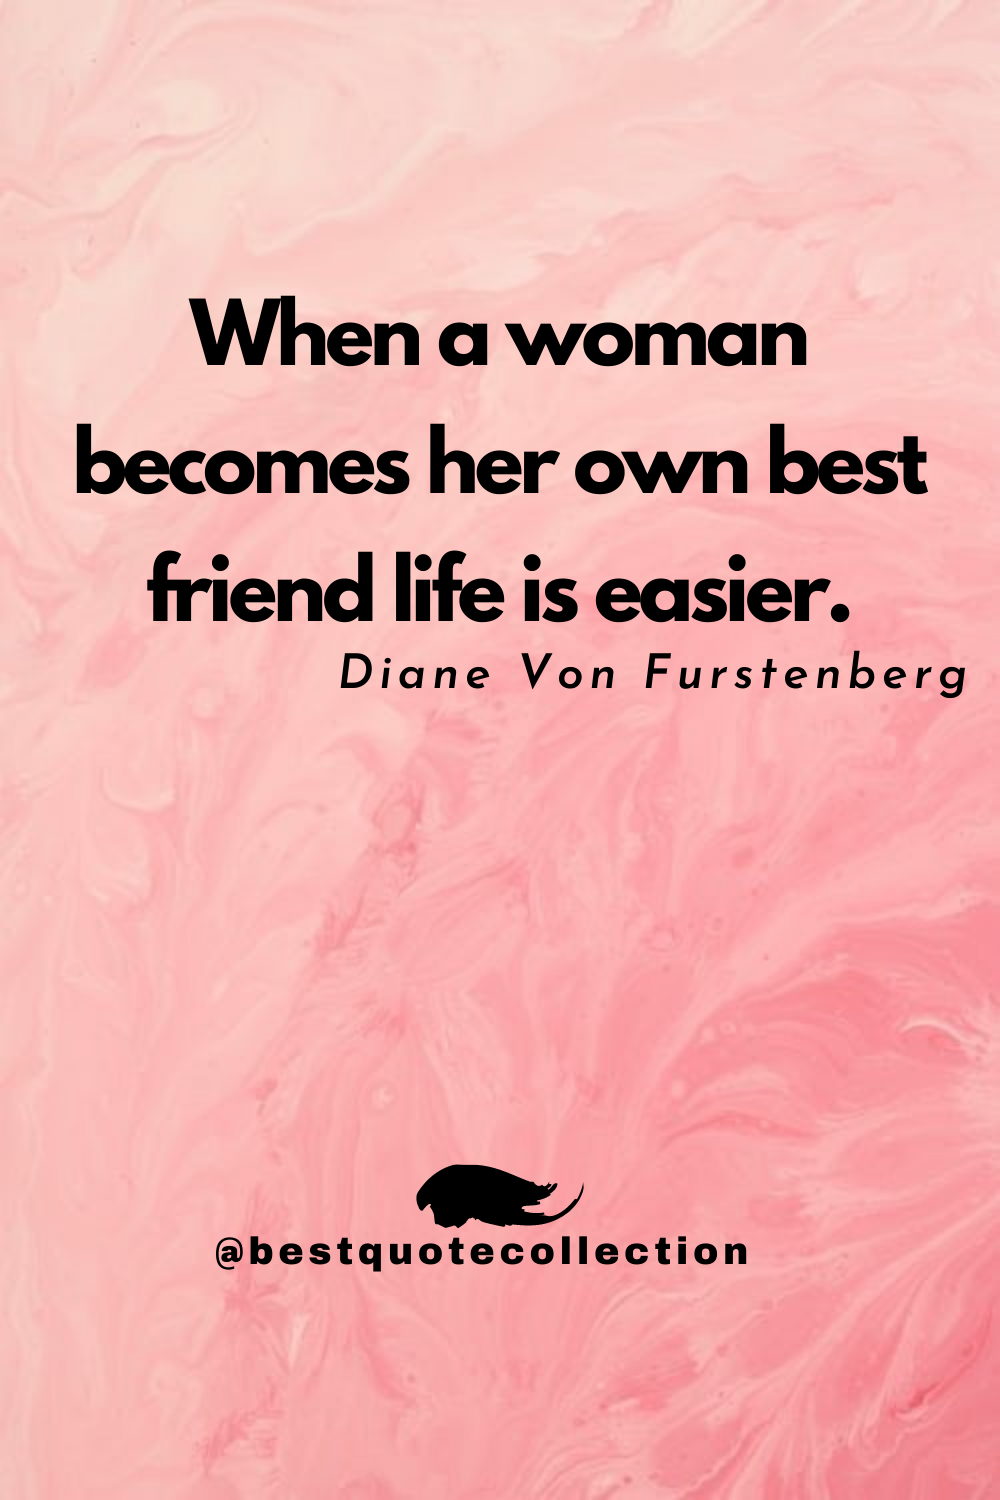 When a woman
becomes her own best
friend life is easier.
Diane Von Furstenberg
@bestquotecollection